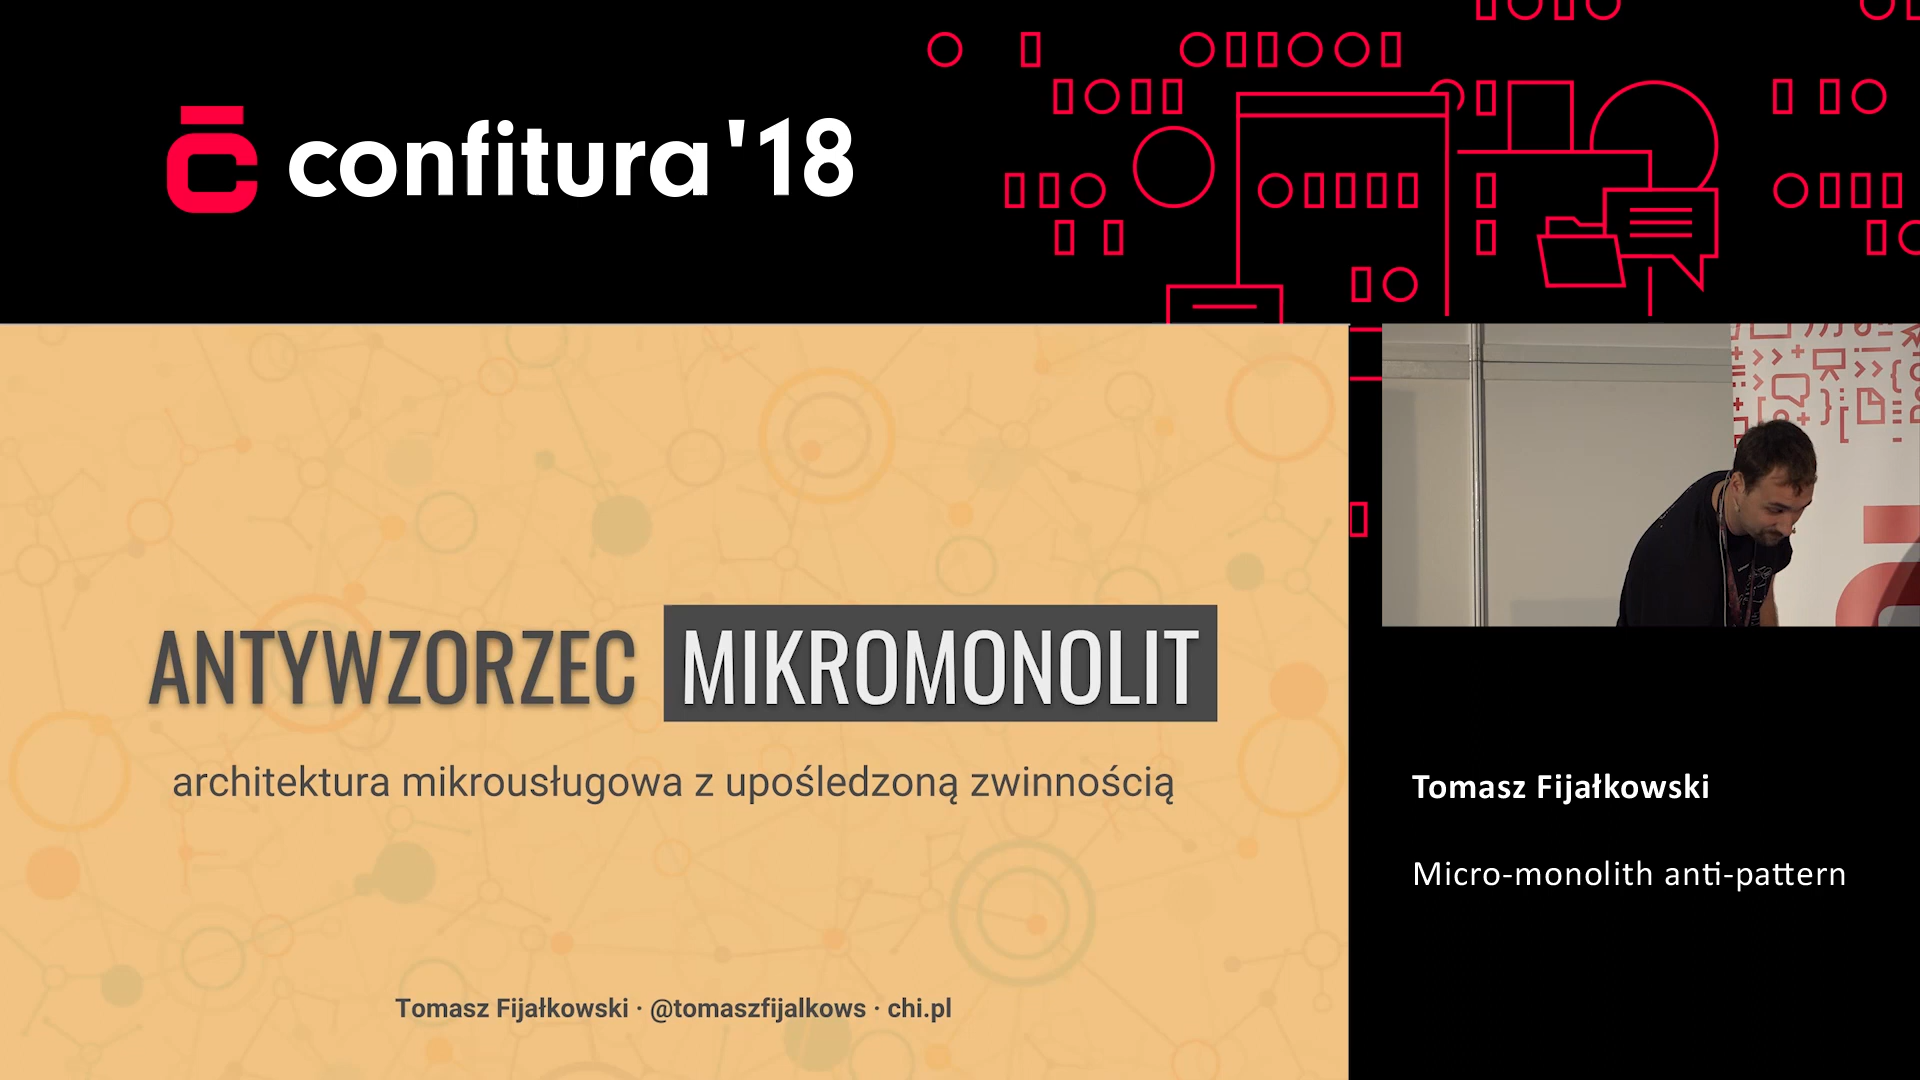 confitura '18
ANTYWZORZEC MIKROMONOLIT
architektura mikrousługowa z upośledzoną zwinnością
Tomasz Fijałkowski · @tomaszfijalkows · chi.pl
Tomasz Fijałkowski
Micro-monolith anti-pattern